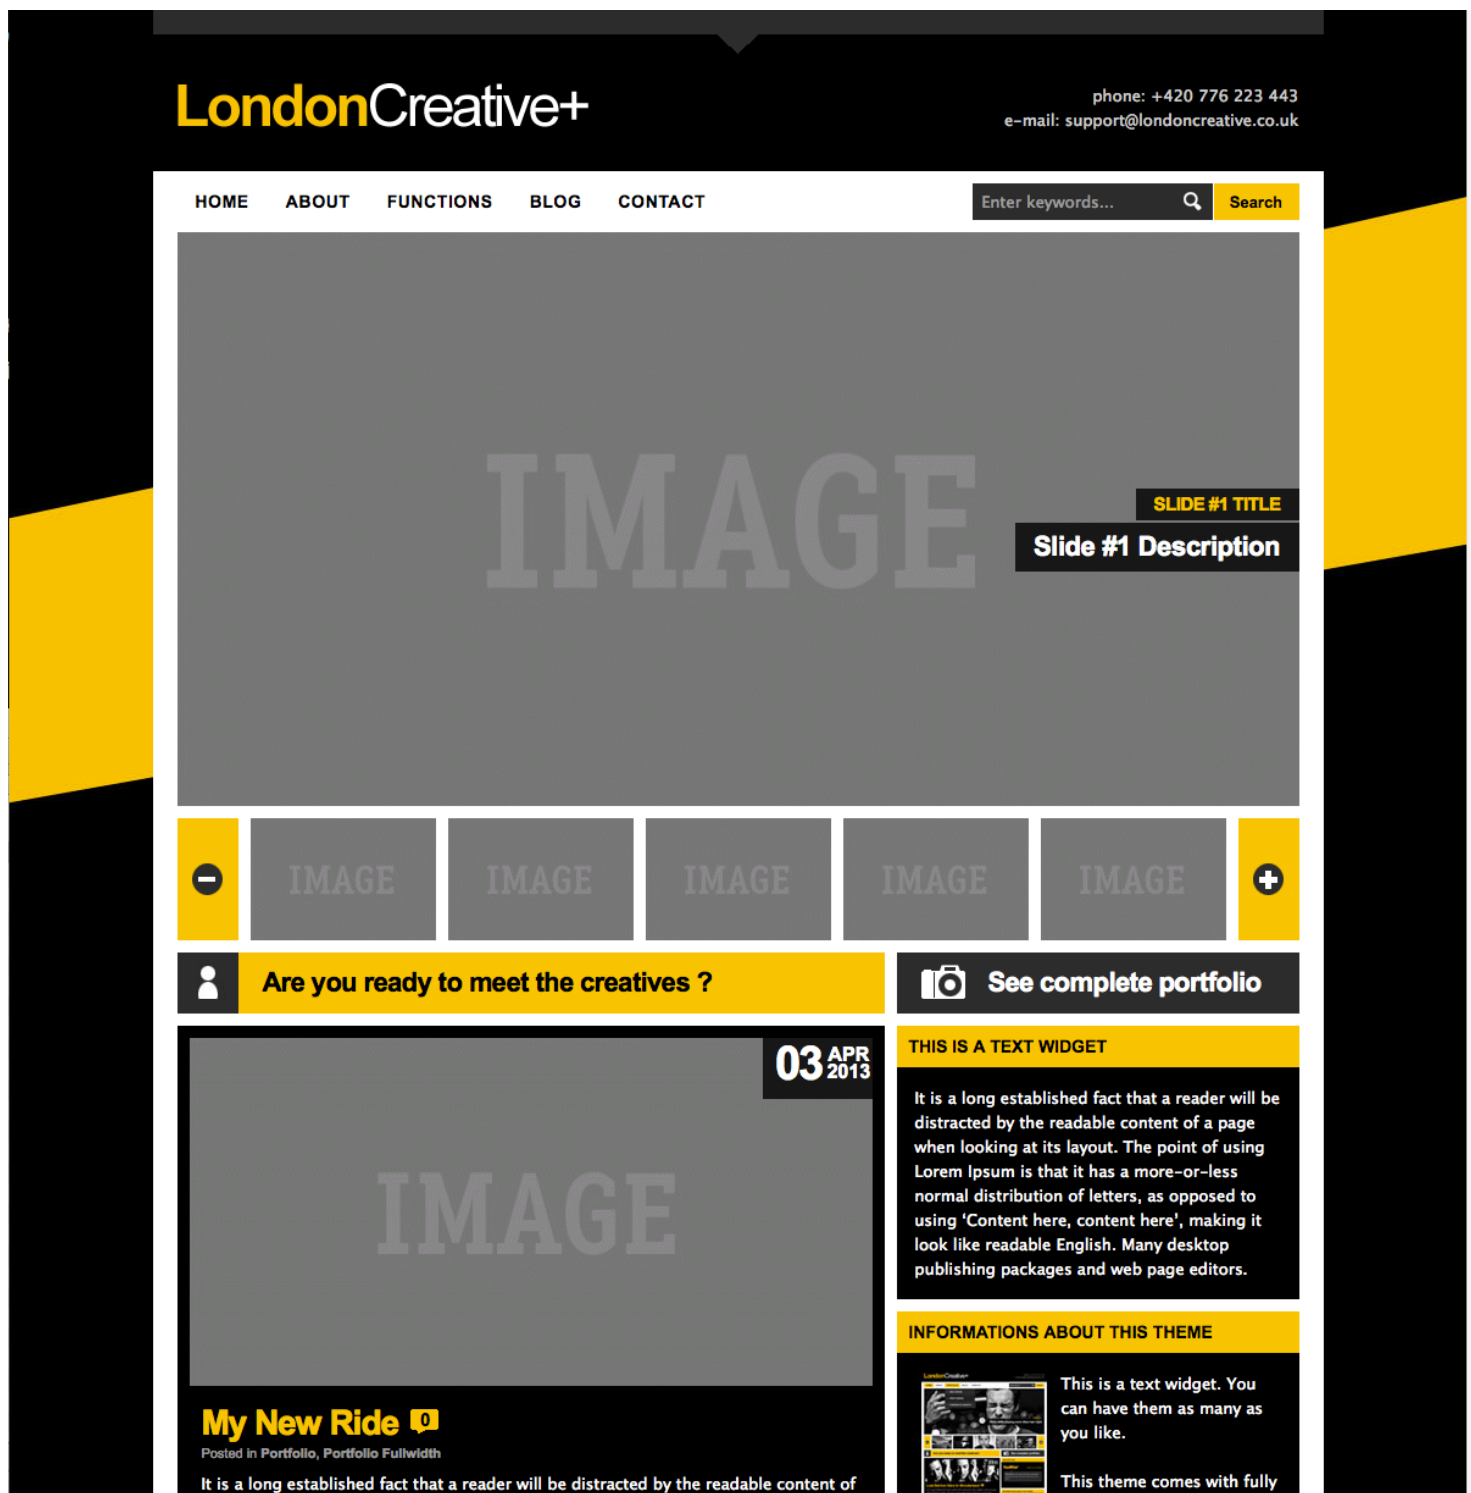 LondonCreative+
phone: +420 776 223 443
e-mail: support@londoncreative.co.uk
HOME ABOUT FUNCTIONS BLOG CONTACT
Enter keywords...
Search
IMAGE
SLIDE #1 TITLE
Slide #1 Description
IMAGE IMAGE IMAGE IMAGE IMAGE
Are you ready to meet the creatives ?
See complete portfolio
03 APR 2013
IMAGE
My New Ride 0
Posted in Portfolio, Portfolio Fullwidth
It is a long established fact that a reader will be distracted by the readable content of
THIS IS A TEXT WIDGET
It is a long established fact that a reader will be
distracted by the readable content of a page
when looking at its layout. The point of using
Lorem Ipsum is that it has a more-or-less
normal distribution of letters, as opposed to
using ‘Content here, content here’, making it
look like readable English. Many desktop
publishing packages and web page editors.
INFORMATIONS ABOUT THIS THEME
LondonCreative+
This is a text widget. You
can have them as many as
you like.
This theme comes with fully